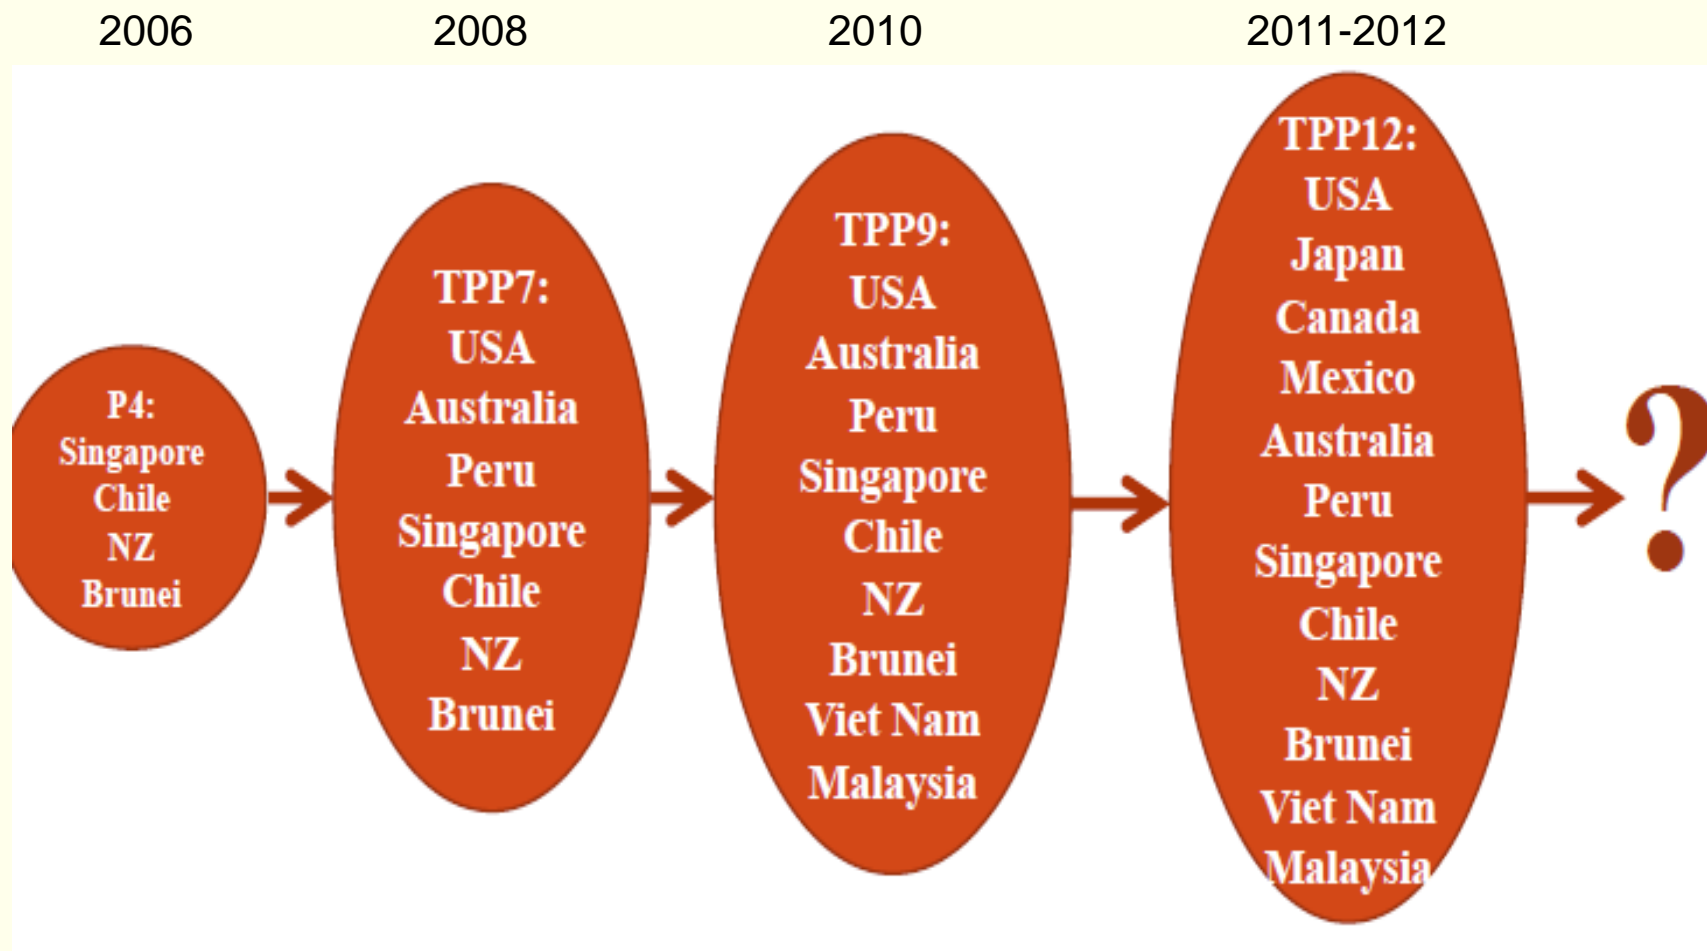 2006
2008
2010
2011-2012
P4:
Singapore
Chile
NZ
Brunei
TPP7:
USA
Australia
Peru
Singapore
Chile
NZ
Brunei
TPP9:
USA
Australia
Peru
Singapore
Chile
NZ
Brunei
Viet Nam
Malaysia
TPP12:
USA
Japan
Canada
Mexico
Australia
Peru
Singapore
Chile
NZ
Brunei
Viet Nam
Malaysia
?